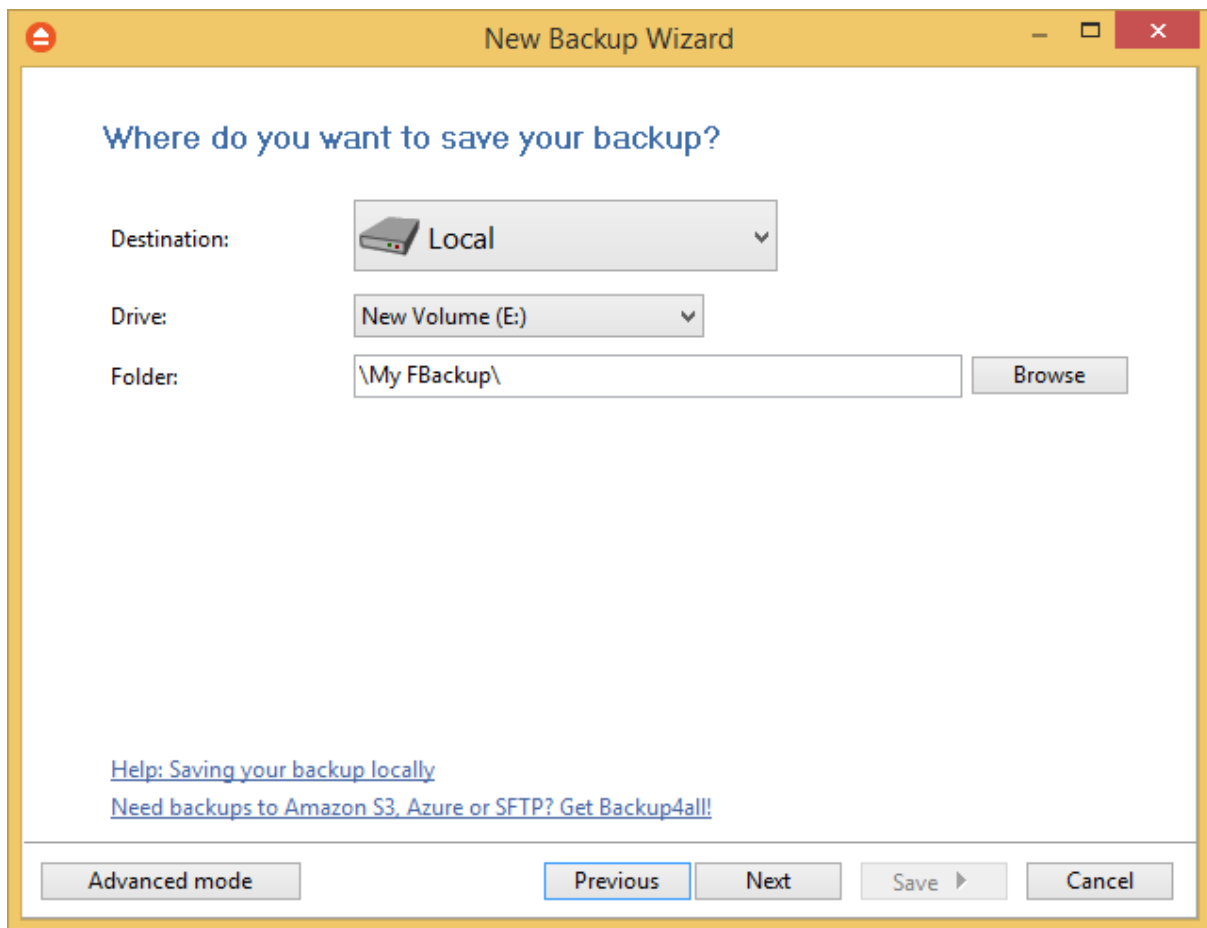 New Backup Wizard
Where do you want to save your backup?
Destination: Local
Drive: New Volume (E:)
Folder: \My FBackup\ Browse
Help: Saving your backup locally
Need backups to Amazon S3, Azure or SFTP? Get Backup4all!
Advanced mode Previous Next Save Cancel